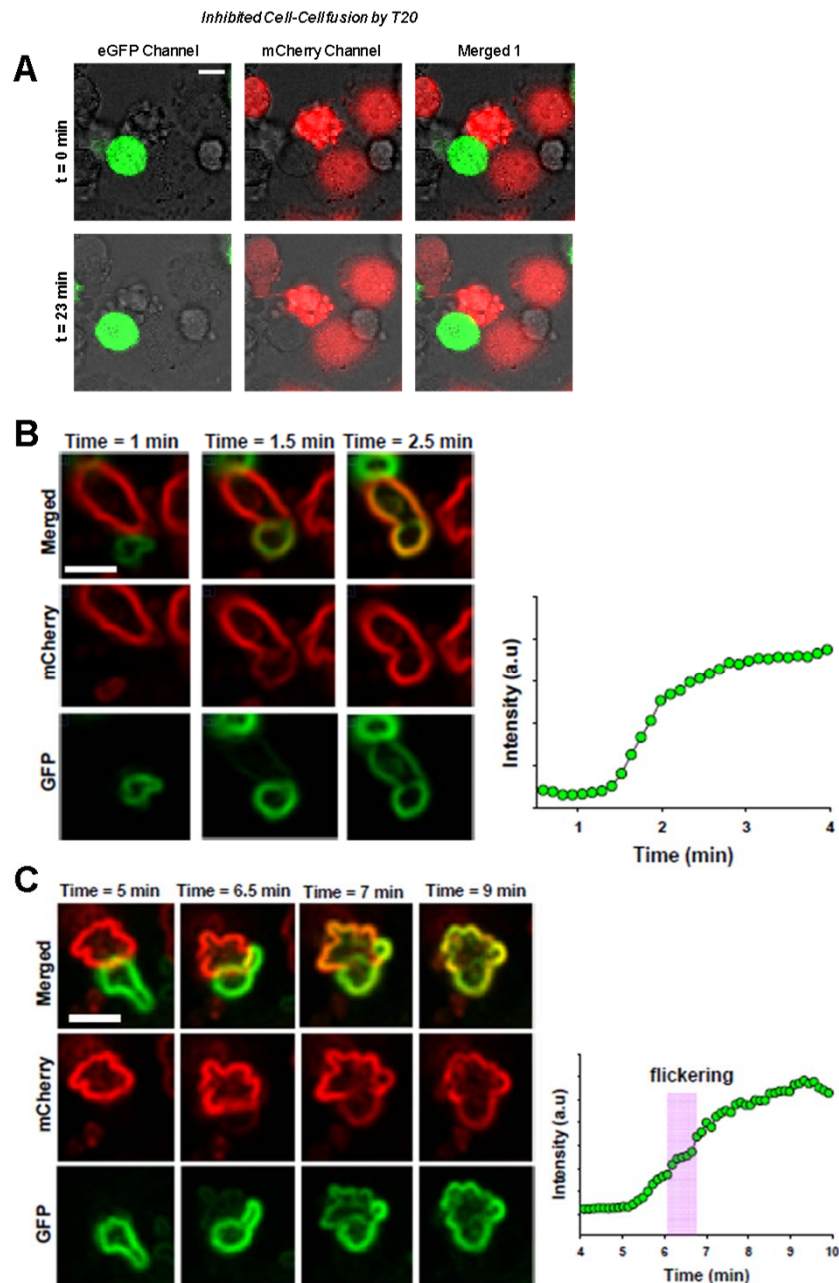 Inhibited Cell-Cell fusion by T20
eGFP Channel mCherry Channel Merged 1
A
t = 0 min
t = 23 min
B
Time = 1 min Time = 1.5 min Time = 2.5 min
Merged
mCherry
GFP
Intensity (a.u)
1 2 3 4
Time (min)
C
Time = 5 min Time = 6.5 min Time = 7 min Time = 9 min
Merged
mCherry
GFP
flickering
Intensity (a.u)
4 5 6 7 8 9 10
Time (min)